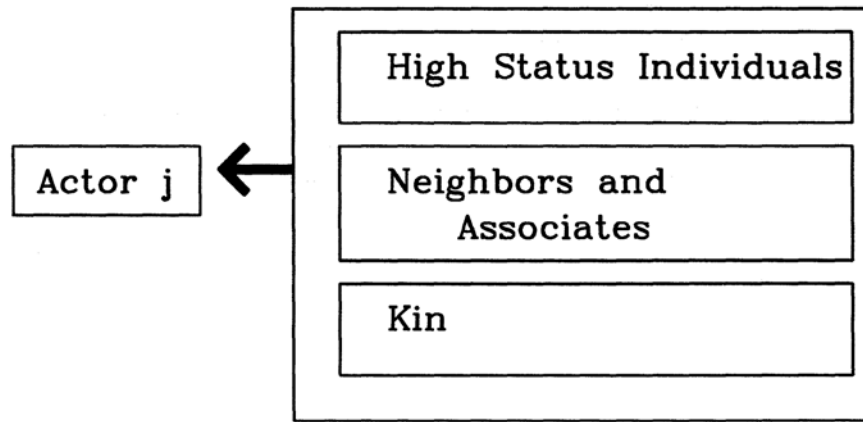 High Status Individuals
Actor j
Neighbors and
Associates
Kin